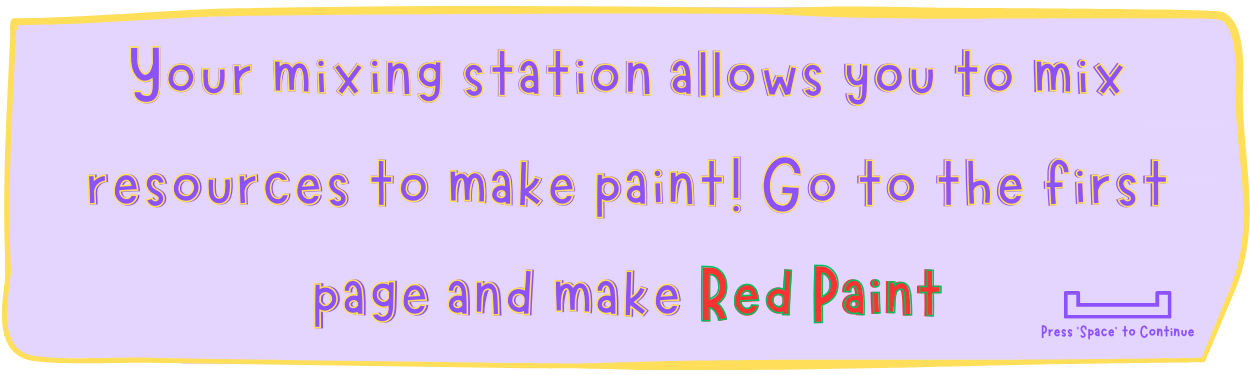 Your mixing station allows you to mix
resources to make paint! Go to the first
page and make Red Paint
Press 'Space' to Continue